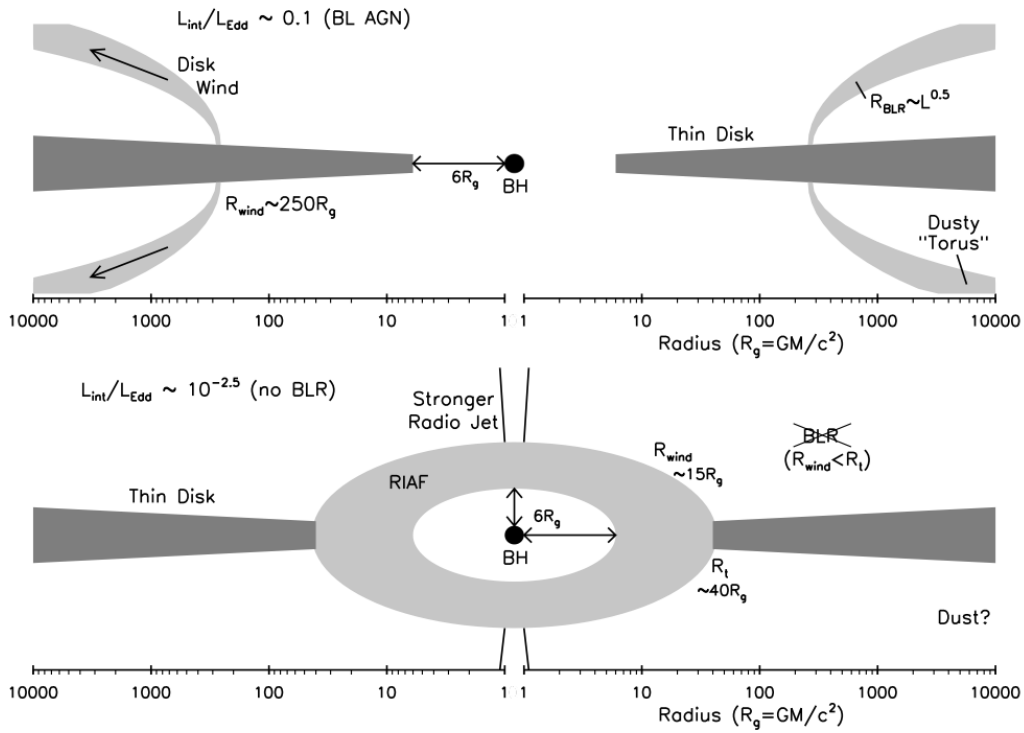 L_int/L_Edd ~ 0.1 (BL AGN)
Disk
Wind
R_BLR~L^0.5
Thin Disk
6R_g
BH
R_wind~250R_g
Dusty
"Torus"
10000 1000 100 10 1 1 10 100 1000 10000
Radius (R_g=GM/c^2)
L_int/L_Edd ~ 10^-2.5 (no BLR)
Stronger
Radio Jet
BLR
(R_wind<R_t)
R_wind
~15R_g
RIAF
Thin Disk
6R_g
BH
R_t
~40R_g
Dust?
10000 1000 100 10 1 1 10 100 1000 10000
Radius (R_g=GM/c^2)